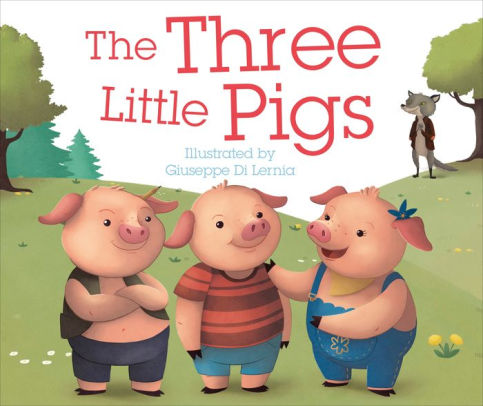 The Three
Little Pigs
Illustrated by
Giuseppe Di Lernia